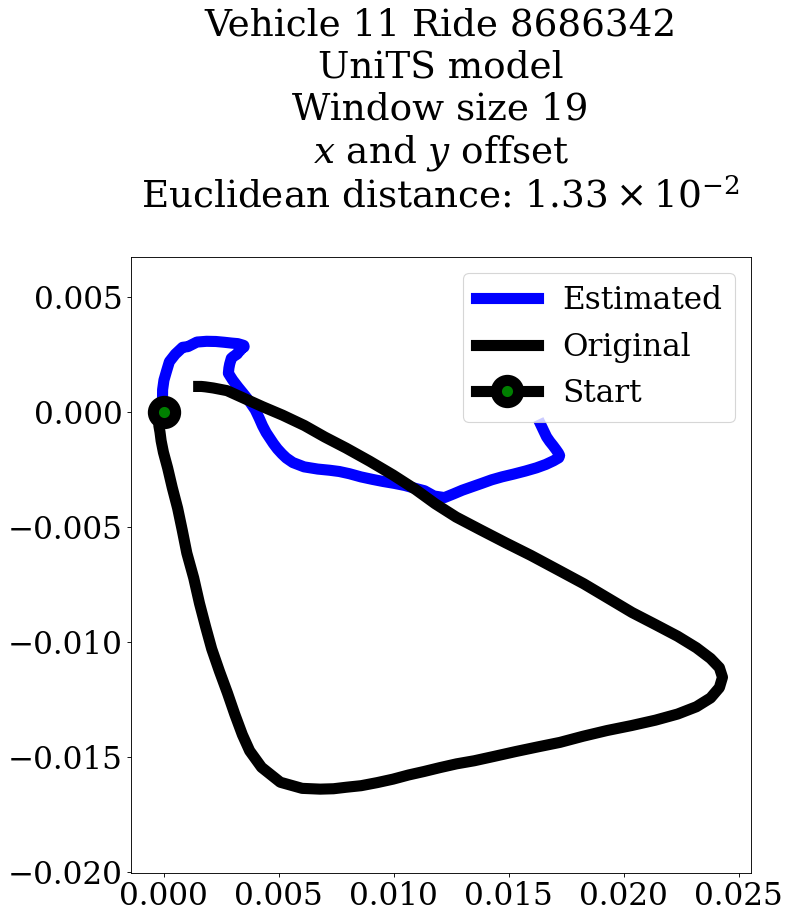 Vehicle 11 Ride 8686342
UniTS model
Window size 19
x and y offset
Euclidean distance: 1.33 × 10⁻²
Estimated
Original
Start
0.005
0.000
−0.005
−0.010
−0.015
−0.020
0.000 0.005 0.010 0.015 0.020 0.025